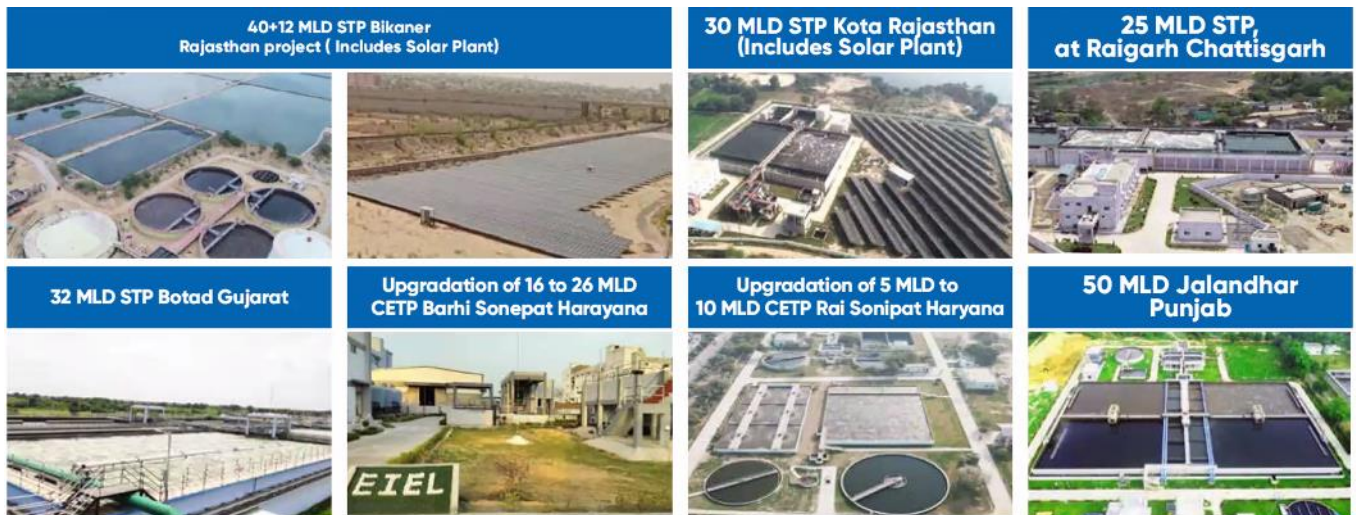 40+12 MLD STP Bikaner
Rajasthan project ( Includes Solar Plant)
30 MLD STP Kota Rajasthan
(Includes Solar Plant)
25 MLD STP,
at Raigarh Chattisgarh
32 MLD STP Botad Gujarat
Upgradation of 16 to 26 MLD
CETP Barhi Sonepat Harayana
Upgradation of 5 MLD to
10 MLD CETP Rai Sonipat Haryana
50 MLD Jalandhar
Punjab
EIEL